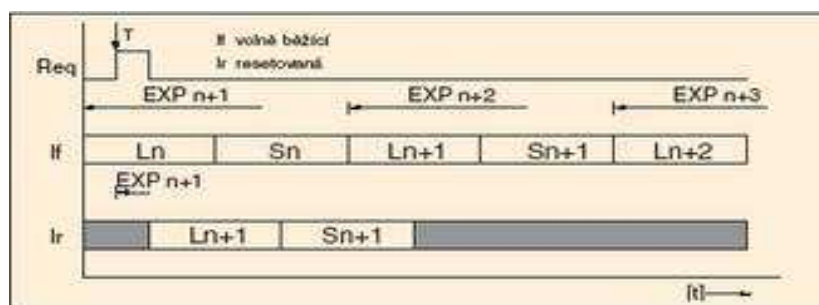 T
If volně běžící
Req
Ir resetovaná
EXP n+1 EXP n+2 EXP n+3
If Ln Sn Ln+1 Sn+1 Ln+2
EXP n+1
Ir Ln+1 Sn+1
[t]